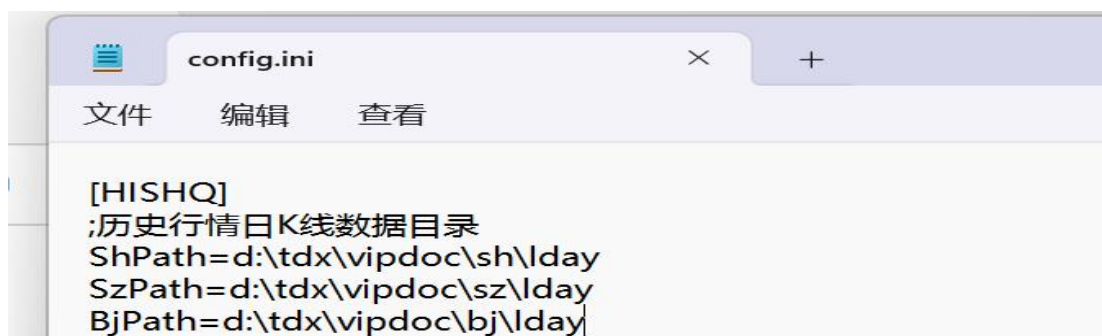 config.ini
文件 编辑 查看
[HISHQ]
;历史行情日K线数据目录
ShPath=d:\tdx\vipdoc\sh\lday
SzPath=d:\tdx\vipdoc\sz\lday
BjPath=d:\tdx\vipdoc\bj\lday